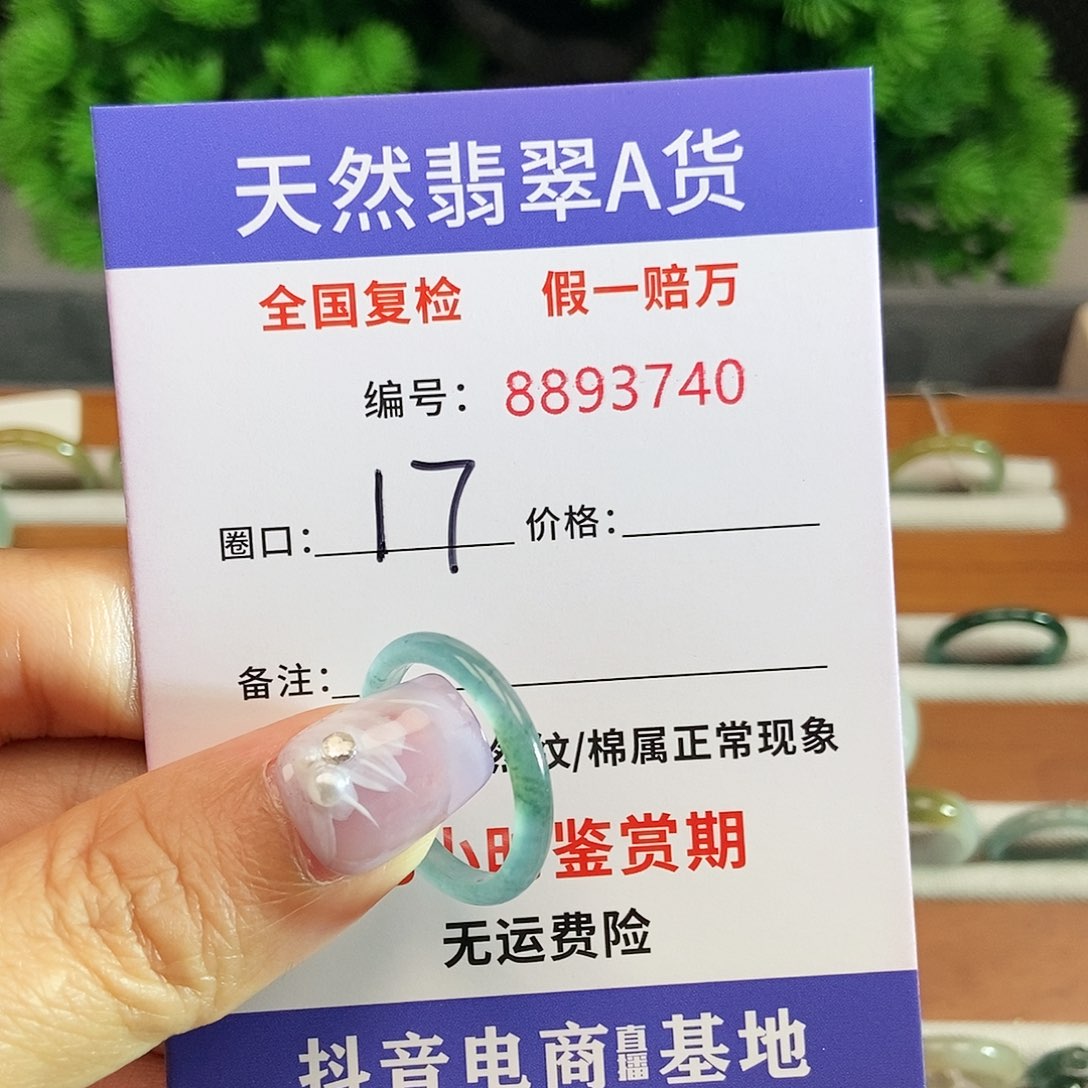 天然翡翠A货
全国复检 假一赔万
编号：8893740
圈口：17 价格：
备注：
纹/棉属正常现象
小时鉴赏期
无运费险
抖音电商直播基地